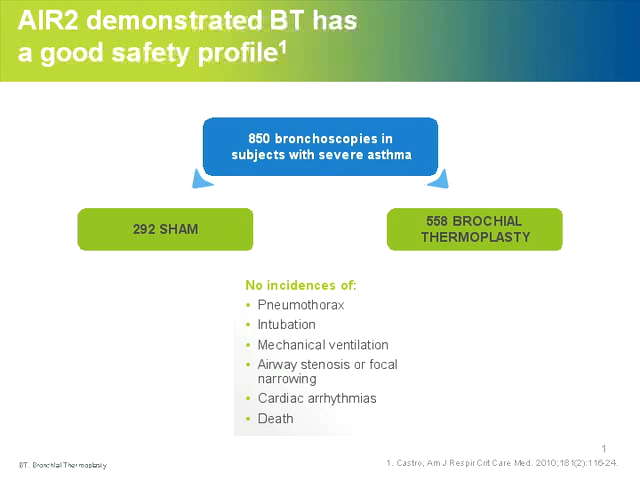 AIR2 demonstrated BT has
a good safety profile1
850 bronchoscopies in
subjects with severe asthma
292 SHAM
558 BROCHIAL
THERMOPLASTY
No incidences of:
• Pneumothorax
• Intubation
• Mechanical ventilation
• Airway stenosis or focal
narrowing
• Cardiac arrhythmias
• Death
1
BT, Bronchial Thermoplasty
1. Castro, Am J Respir Crit Care Med. 2010;181(2):116-24.